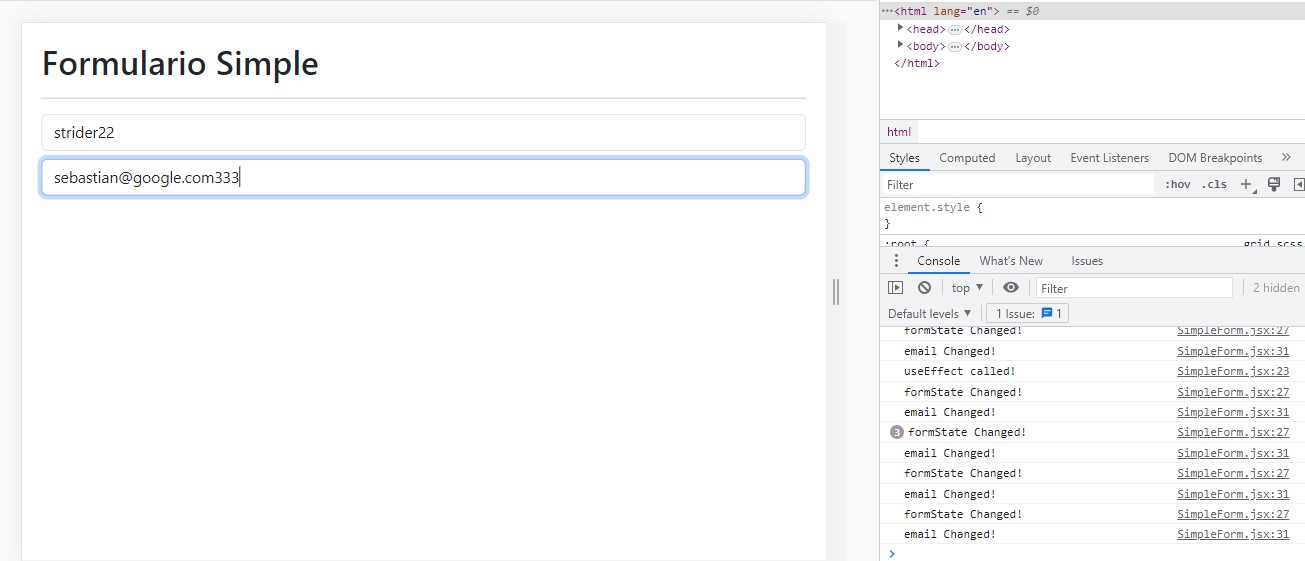 Formulario Simple
strider22
sebastian@google.com333
<html lang="en"> == $0
<head> </head>
<body> </body>
</html>
html
Styles Computed Layout Event Listeners DOM Breakpoints »
Filter :hov .cls +
element.style {
}
:root { grid.scss
Console What's New Issues
top ▼ Filter 2 hidden
Default levels ▼ 1 Issue: 1
formState Changed! SimpleForm.jsx:27
email Changed! SimpleForm.jsx:31
useEffect called! SimpleForm.jsx:23
formState Changed! SimpleForm.jsx:27
email Changed! SimpleForm.jsx:31
3 formState Changed! SimpleForm.jsx:27
email Changed! SimpleForm.jsx:31
formState Changed! SimpleForm.jsx:27
email Changed! SimpleForm.jsx:31
formState Changed! SimpleForm.jsx:27
email Changed! SimpleForm.jsx:31